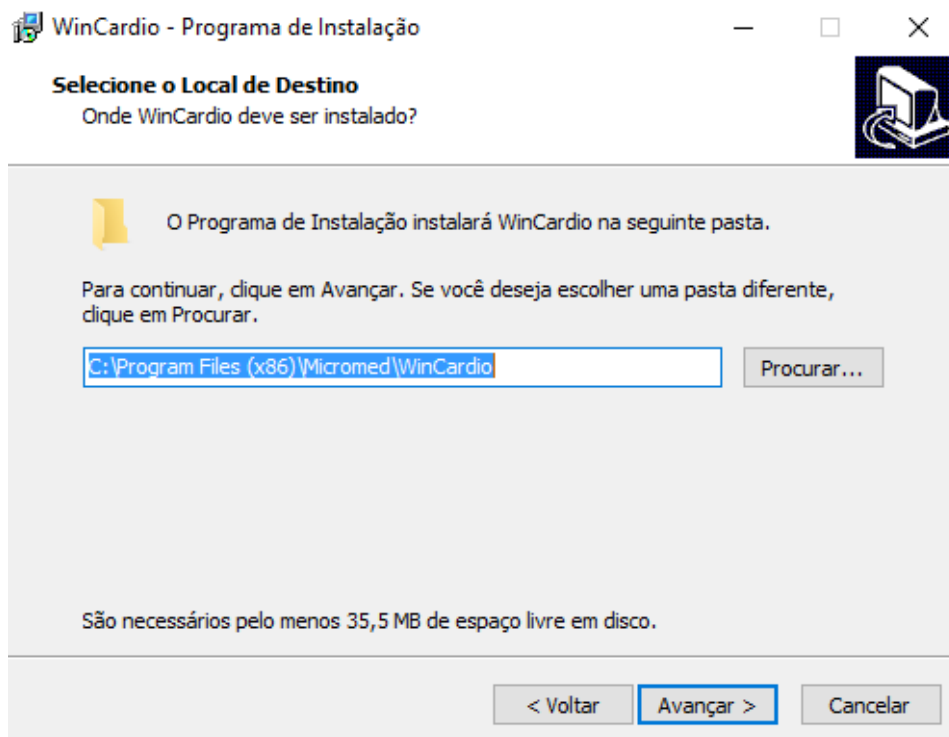 WinCardio - Programa de Instalação
Selecione o Local de Destino
Onde WinCardio deve ser instalado?
O Programa de Instalação instalará WinCardio na seguinte pasta.
Para continuar, clique em Avançar. Se você deseja escolher uma pasta diferente,
clique em Procurar.
C:\Program Files (x86)\Micromed\WinCardio
Procurar...
São necessários pelo menos 35,5 MB de espaço livre em disco.
< Voltar
Avançar >
Cancelar